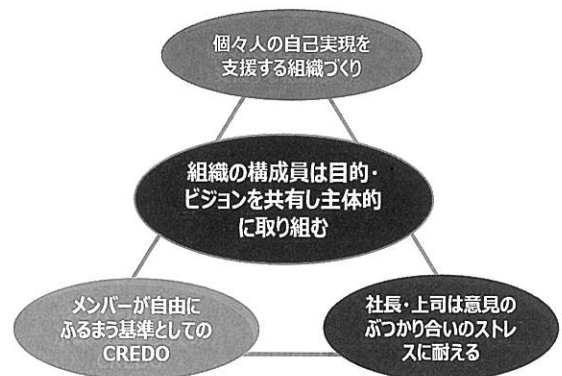 個々人の自己実現を
支援する組織づくり
組織の構成員は目的・
ビジョンを共有し主体的
に取り組む
メンバーが自由に
ふるまう基準としての
CREDO
社長・上司は意見の
ぶつかり合いのストレ
スに耐える